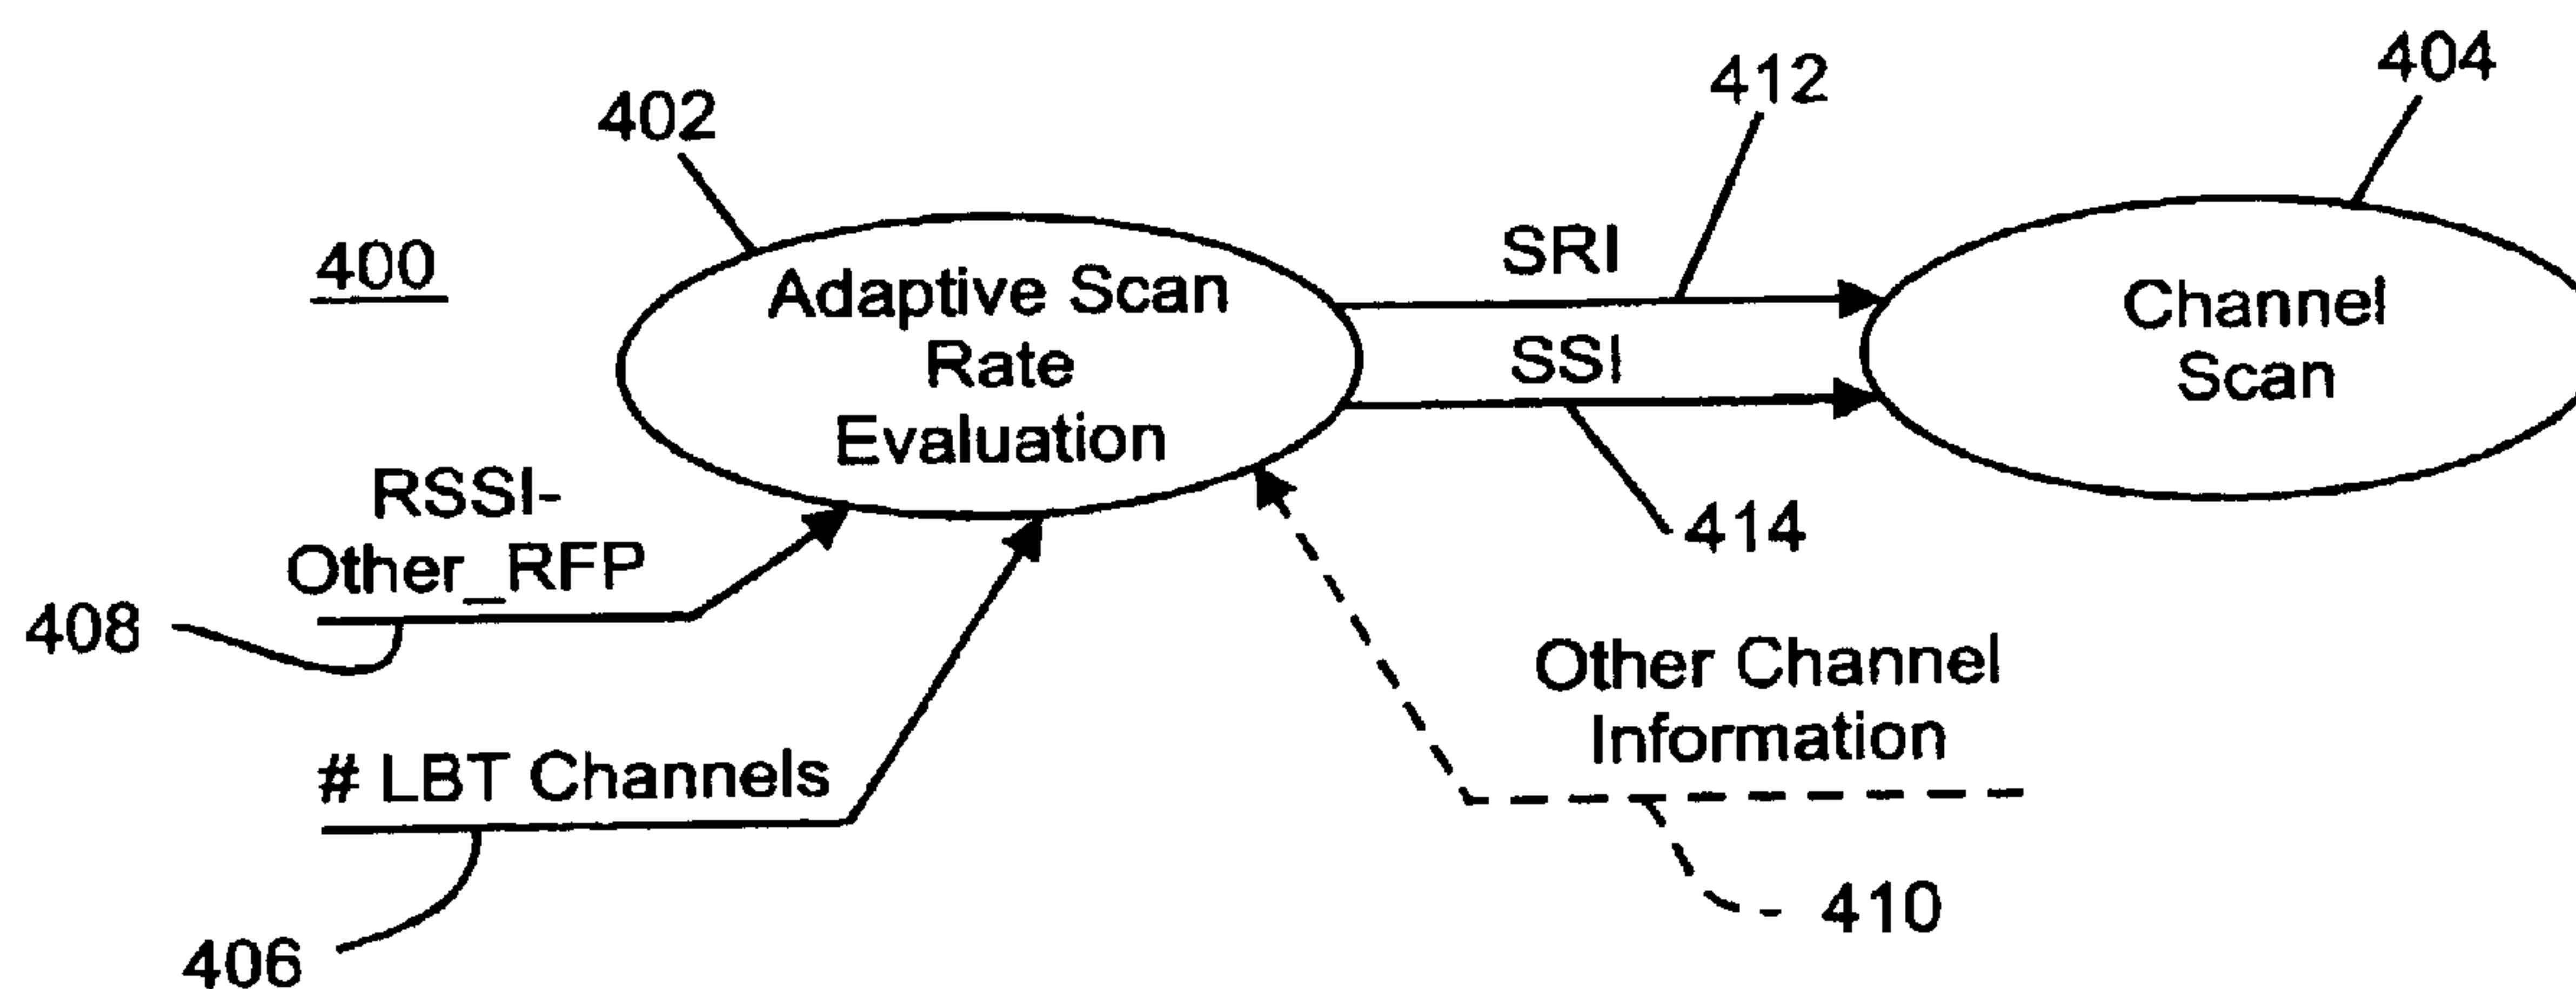 404
412
402
400
SRI
Adaptive Scan
Rate
Evaluation
Channel
Scan
SSI
RSSI-
Other_RFP
414
408
Other Channel
Information
# LBT Channels
410
406